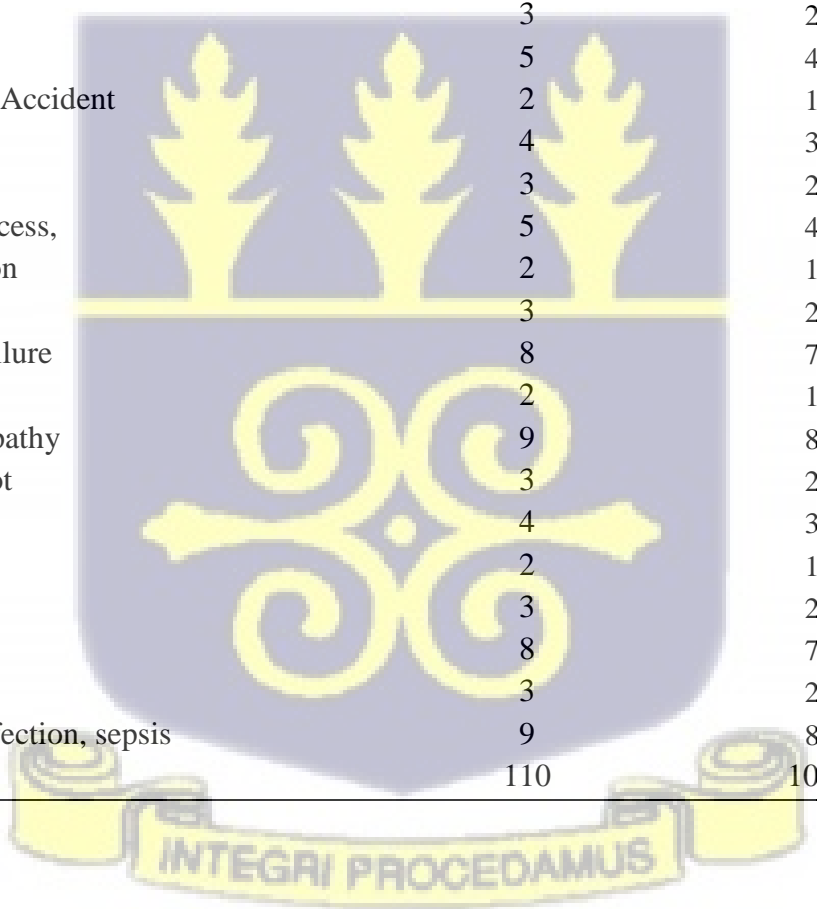 3 2
5 4
Accident 2 1
4 3
3 2
cess, 5 4
on 2 1
3 2
lure 8 7
2 1
pathy 9 8
ot 3 2
4 3
2 1
3 2
8 7
3 2
fection, sepsis 9 8
110 10
INTEGRI PROCEDAMUS